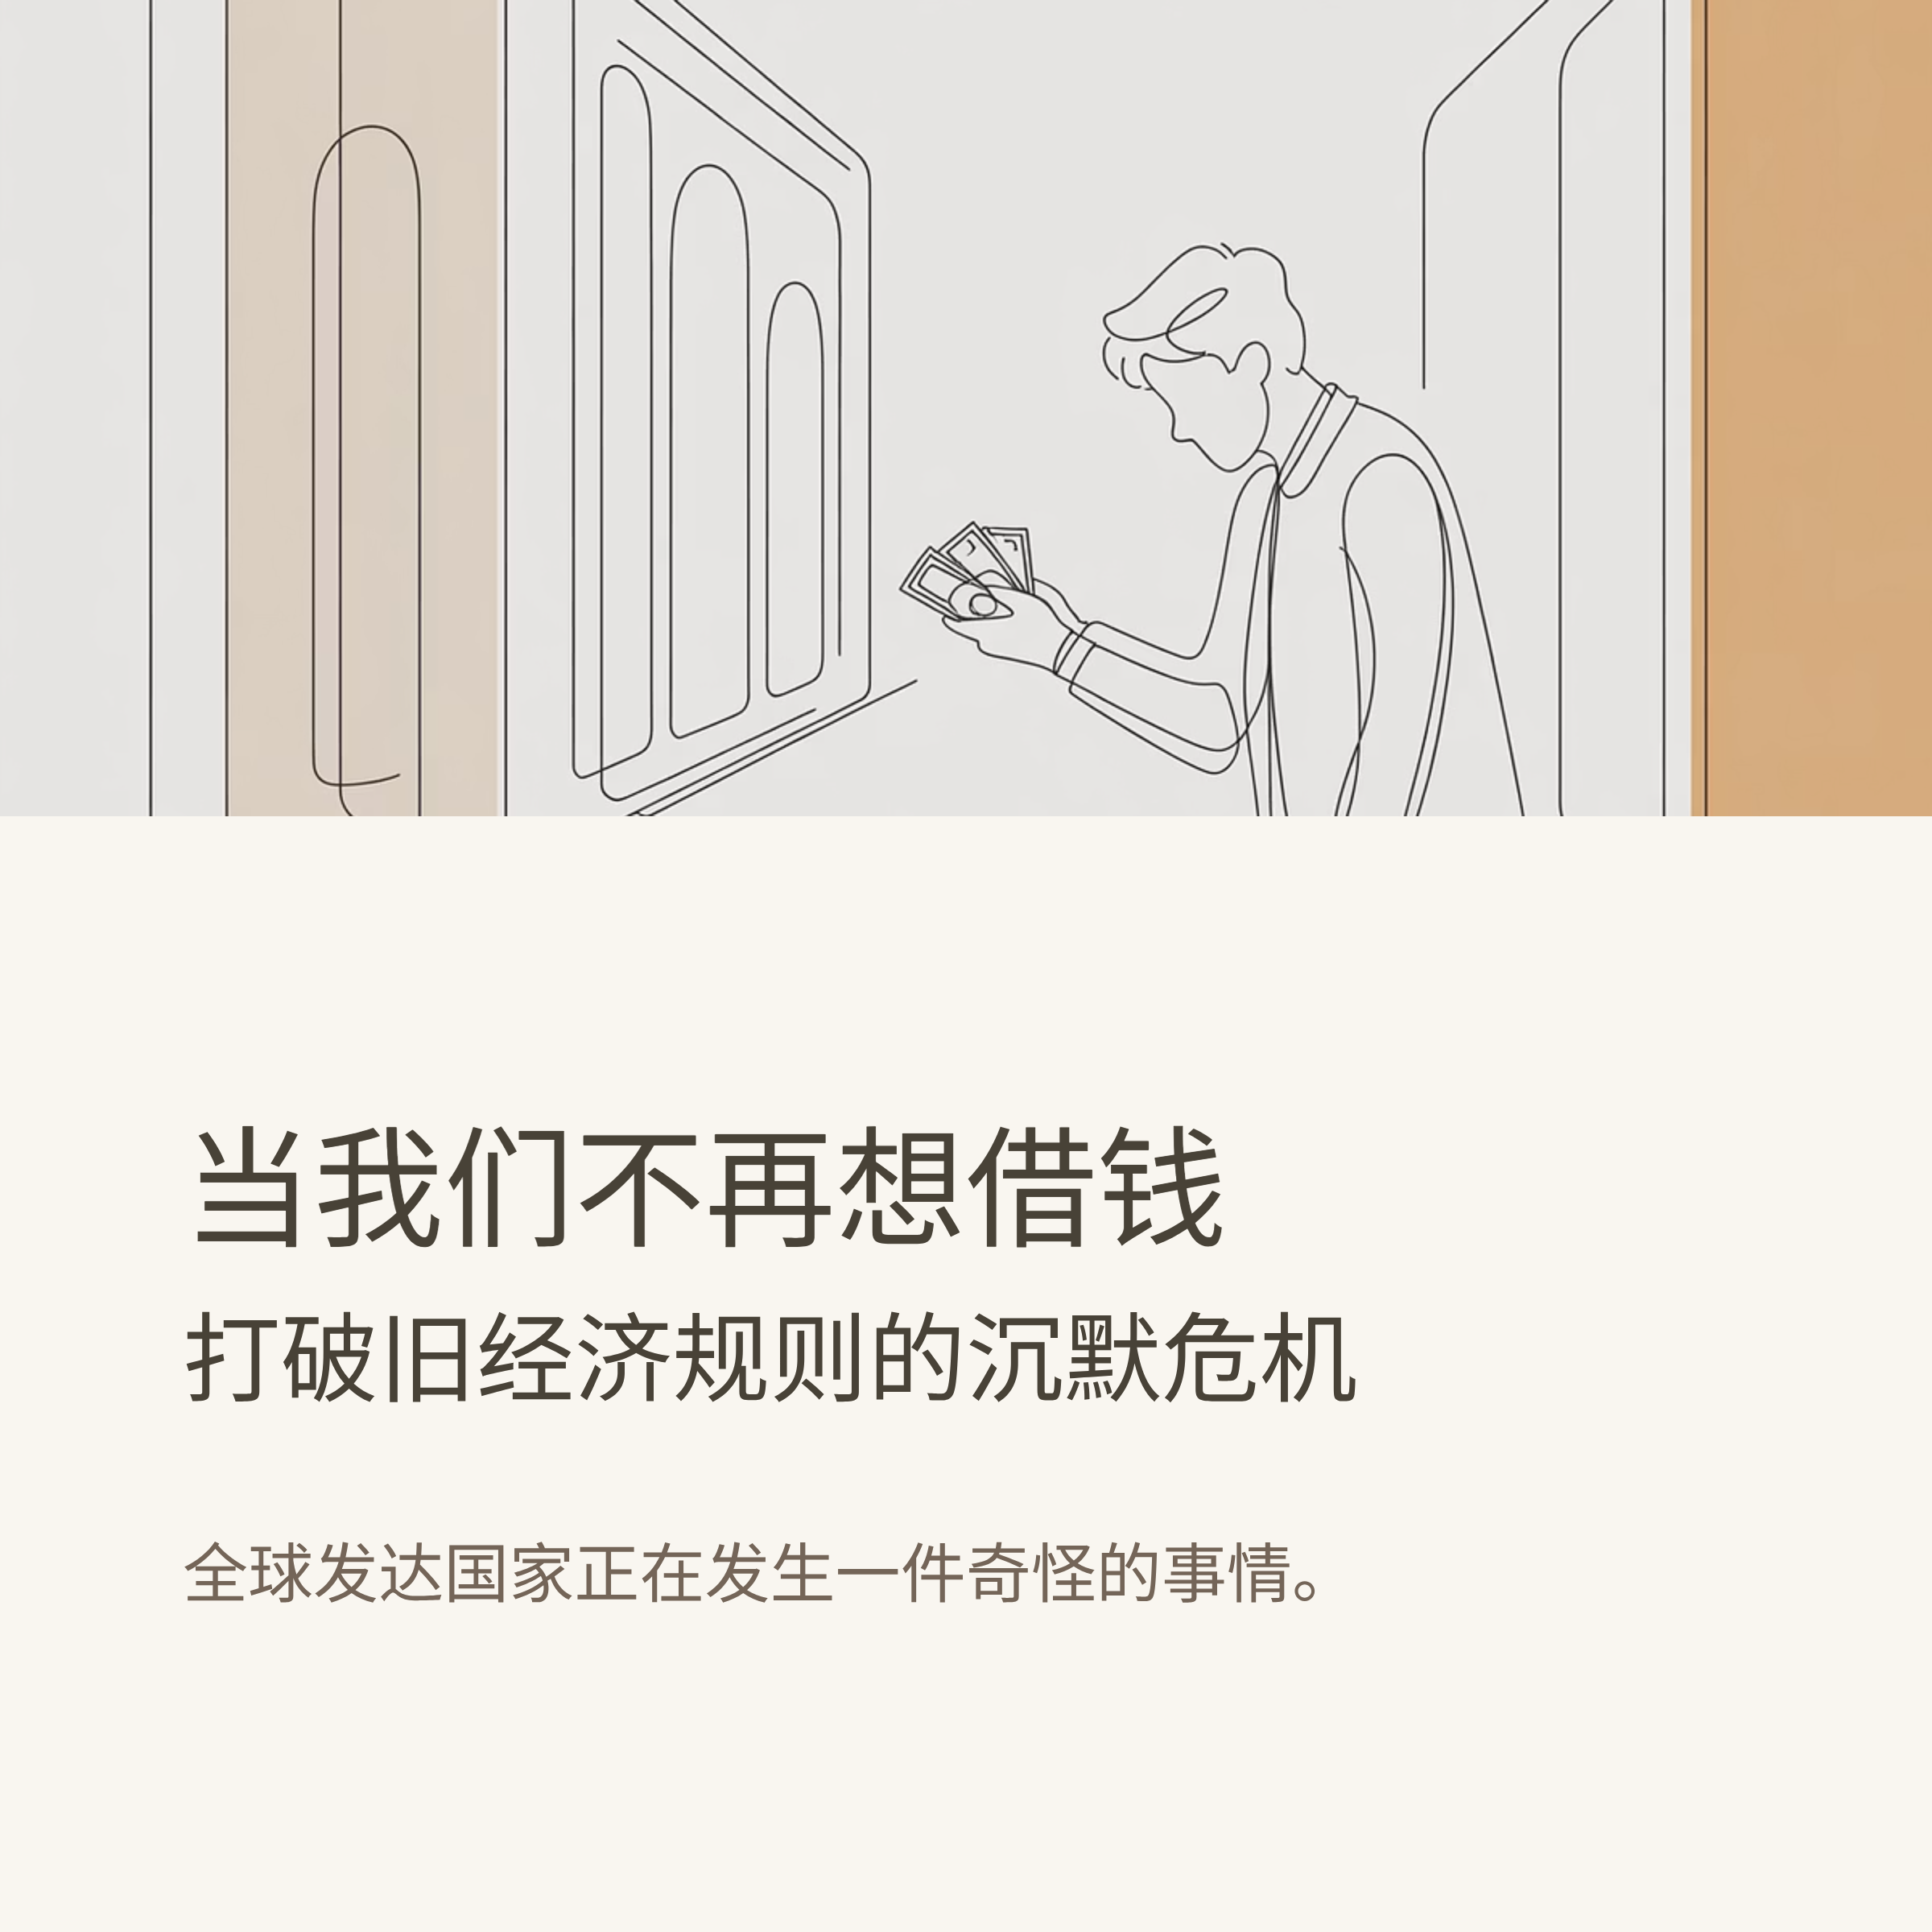 当我们不再想借钱
打破旧经济规则的沉默危机
全球发达国家正在发生一件奇怪的事情。